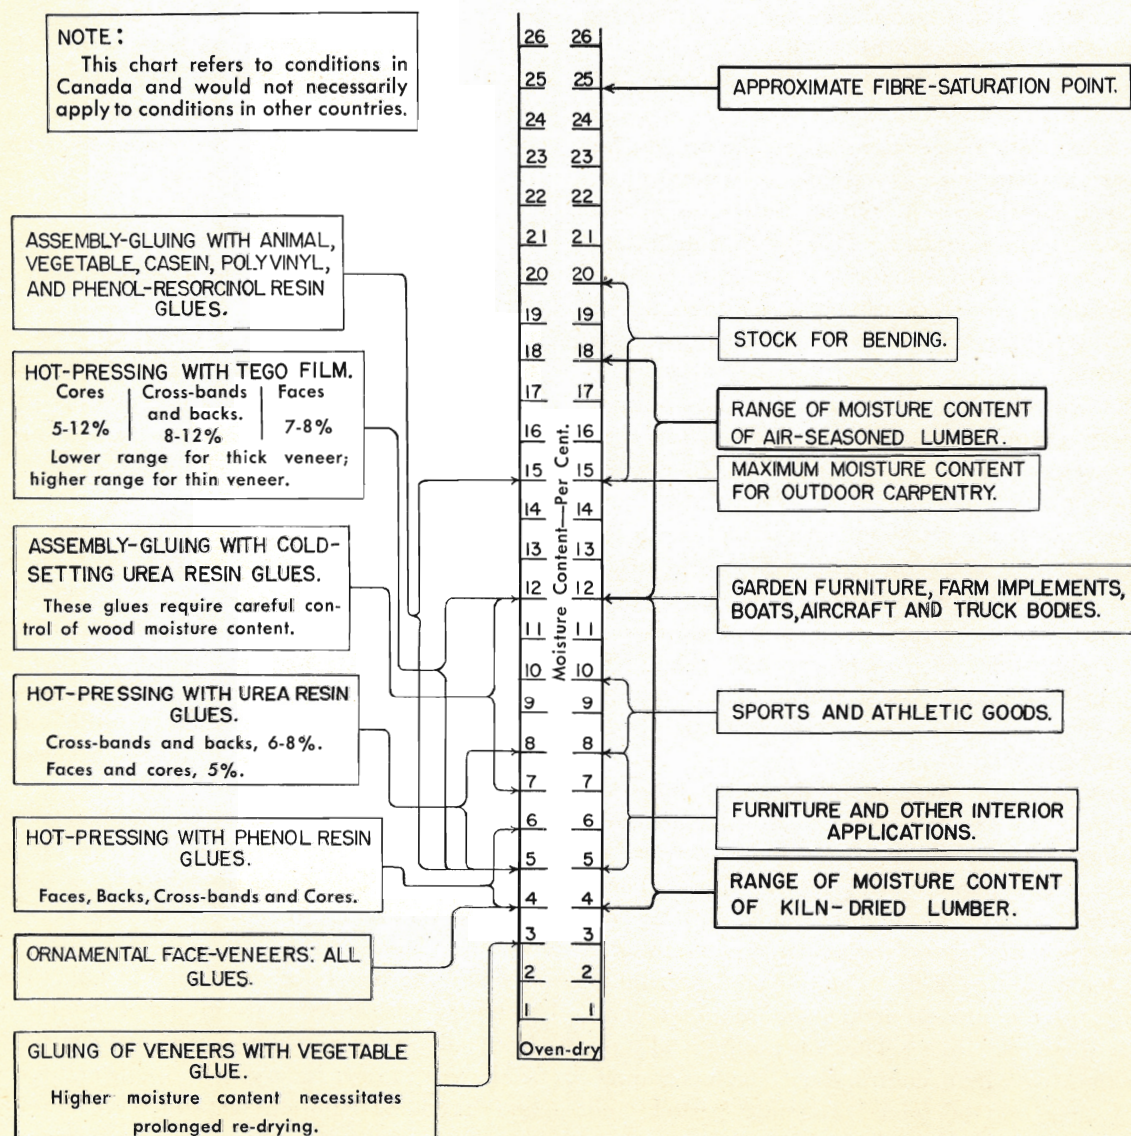 NOTE:
This chart refers to conditions in
Canada and would not necessarily
apply to conditions in other countries.
ASSEMBLY-GLUING WITH ANIMAL,
VEGETABLE, CASEIN, POLYVINYL,
AND PHENOL-RESORCINOL RESIN
GLUES.
HOT-PRESSING WITH TEGO FILM.
Cores Cross-bands Faces
and backs.
5-12% 8-12% 7-8%
Lower range for thick veneer;
higher range for thin veneer.
ASSEMBLY-GLUING WITH COLD-
SETTING UREA RESIN GLUES.
These glues require careful con-
trol of wood moisture content.
HOT-PRESSING WITH UREA RESIN
GLUES.
Cross-bands and backs, 6-8%.
Faces and cores, 5%.
HOT-PRESSING WITH PHENOL RESIN
GLUES.
Faces, Backs, Cross-bands and Cores.
ORNAMENTAL FACE-VENEERS: ALL
GLUES.
GLUING OF VENEERS WITH VEGETABLE
GLUE.
Higher moisture content necessitates
prolonged re-drying.
26 26
25 25
24 24
23 23
22 22
21 21
20 20
19 19
18 18
17 17
16 16
15 15
14 14
13 13
12 12
11 11
10 10
9 9
8 8
7 7
6 6
5 5
4 4
3 3
2 2
1 1
Oven-dry
Moisture Content—Per Cent.
APPROXIMATE FIBRE-SATURATION POINT.
STOCK FOR BENDING.
RANGE OF MOISTURE CONTENT
OF AIR-SEASONED LUMBER.
MAXIMUM MOISTURE CONTENT
FOR OUTDOOR CARPENTRY.
GARDEN FURNITURE, FARM IMPLEMENTS,
BOATS, AIRCRAFT AND TRUCK BODIES.
SPORTS AND ATHLETIC GOODS.
FURNITURE AND OTHER INTERIOR
APPLICATIONS.
RANGE OF MOISTURE CONTENT
OF KILN-DRIED LUMBER.